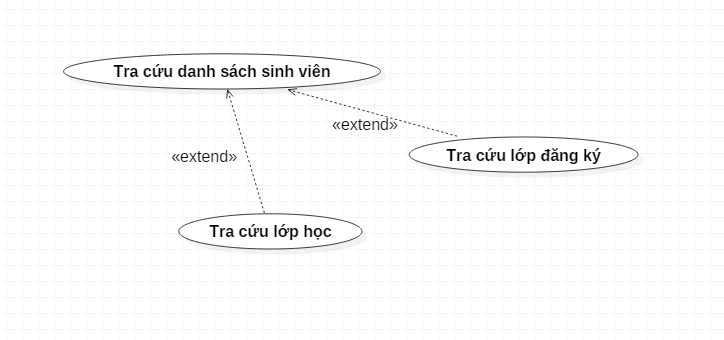 Tra cứu danh sách sinh viên
«extend»
Tra cứu lớp đăng ký
«extend»
Tra cứu lớp học